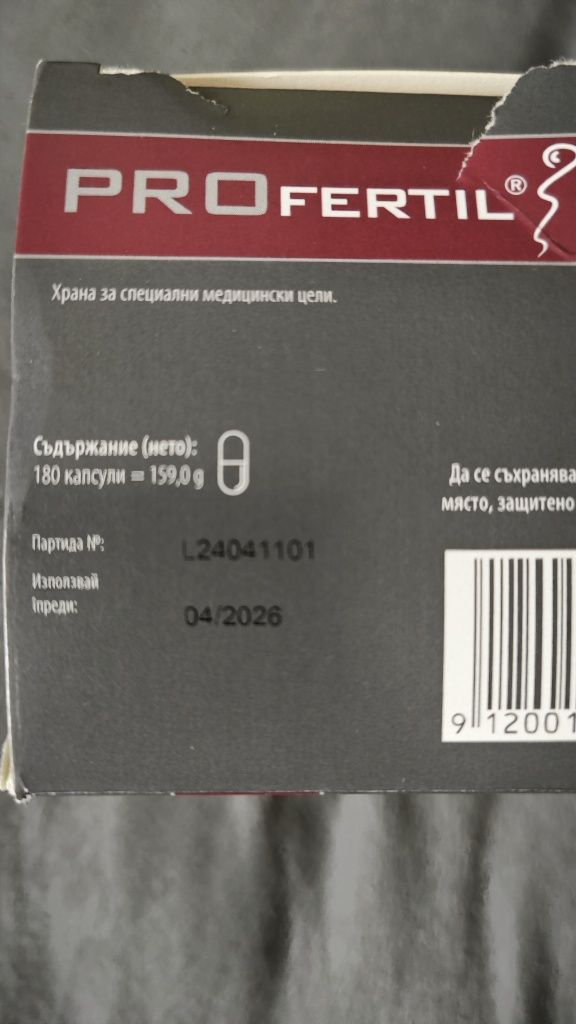 PROFERTIL®
Храна за специални медицински цели.
Съдържание (нето):
180 капсули = 159,0 g
Да се съхранява
място, защитено
Партида №:
L24041101
Използвай
преди:
04/2026
9 12001